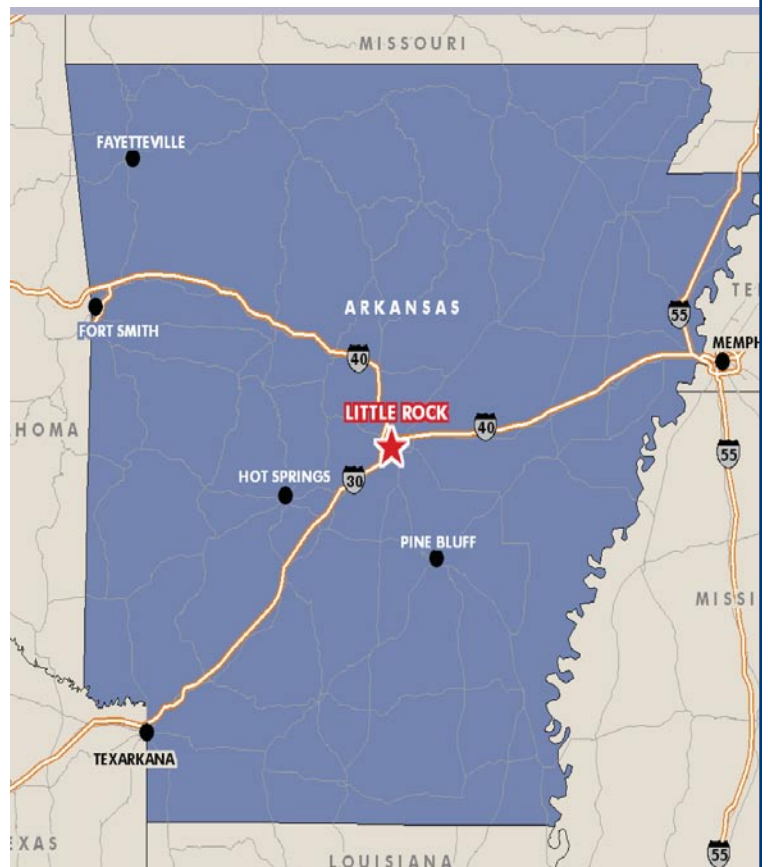 MISSOURI
FAYETTEVILLE
ARKANSAS
55
TE
FORT SMITH
MEMPH
40
LITTLE ROCK
40
HOMA
55
HOT SPRINGS
30
PINE BLUFF
MISSI
TEXARKANA
EXAS
LOUISIANA
55